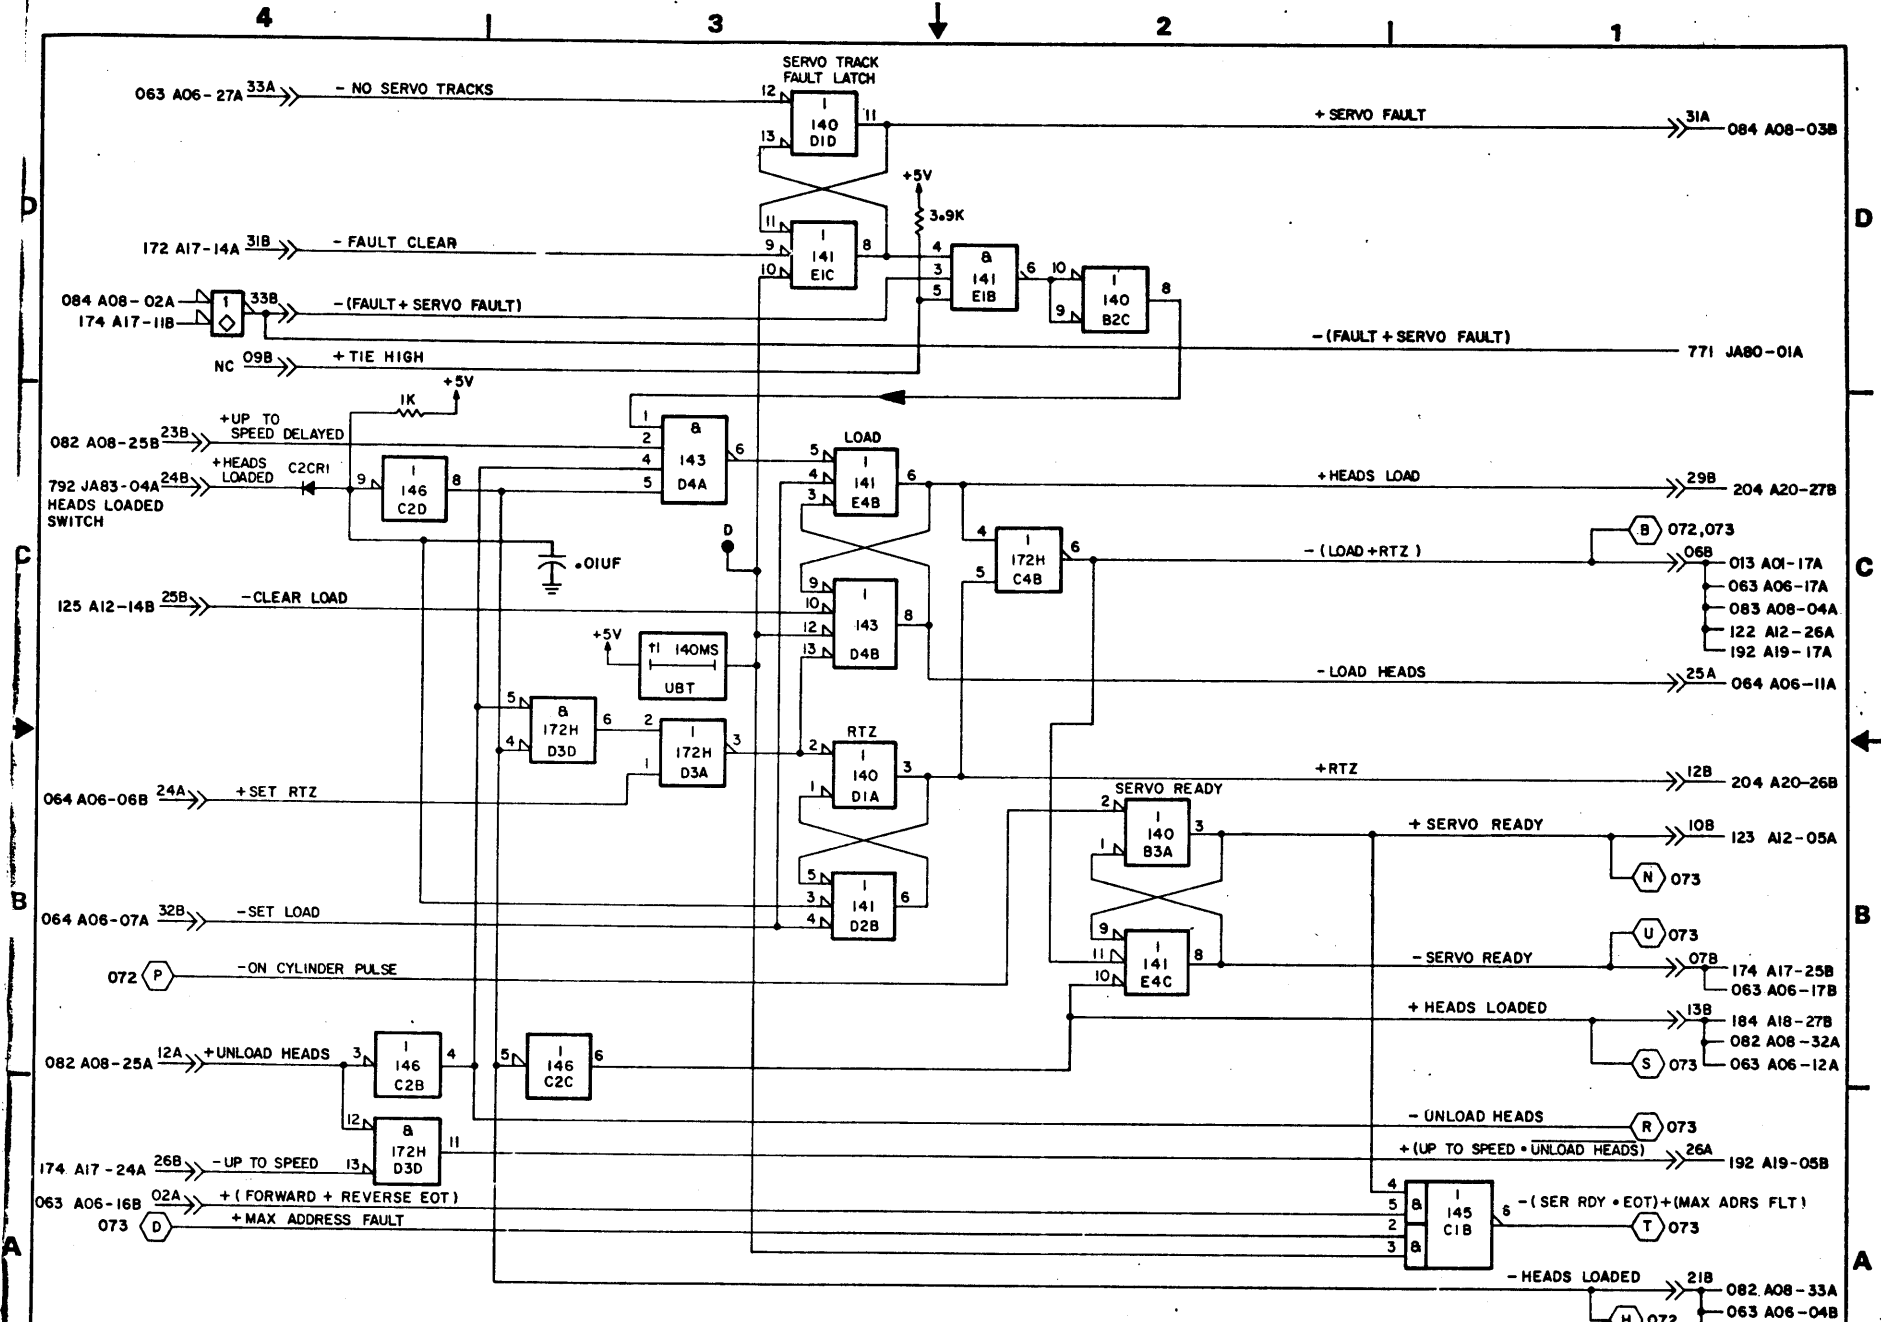 4 3 2 1
SERVO TRACK
FAULT LATCH
063 A06-27A 33A - NO SERVO TRACKS 12 1 11 + SERVO FAULT 31A 084 A08-03B
140
13 D1D
+5V
D D
3.9K
11 1
172 A17-14A 31B - FAULT CLEAR 9 141 8 4 &
10 E1C 3 141 6 10 1 8
084 A08-02A 1 33B -(FAULT + SERVO FAULT) 5 E1B 140
174 A17-11B 9 B2C
-(FAULT + SERVO FAULT) 771 JA80-01A
NC 09B + TIE HIGH
+5V
1K
+UP TO
SPEED DELAYED
082 A08-25B 23B
1 & 6
2
4 143
5 D4A
LOAD
5 1 6
4 141
3 E4B
+HEADS LOAD 29B 204 A20-27B
+HEADS
LOADED
C2CR1
792 JA83-04A 24B 9 1 8
HEADS LOADED 146
SWITCH C2D
D
.01UF
4 1 6
172H
5 C4B
-(LOAD+RTZ) B 072,073
06B 013 A01-17A
063 A06-17A
083 A08-04A
122 A12-26A
192 A19-17A
C C
125 A12-14B 25B -CLEAR LOAD
9 1
10
12 143 8
13 D4B
+5V
1 140MS
UBT
- LOAD HEADS 25A 064 A06-11A
5 & 6
172H
4 D3D
2 1 3
172H
1 D3A
RTZ
2 1
140 3
1 D1A
+RTZ 12B 204 A20-26B
064 A06-06B 24A +SET RTZ
SERVO READY
2 1
140 3
1 B3A
+ SERVO READY 10B 123 A12-05A
N 073
5 1
3 141 6
4 D2B
B B
064 A06-07A 32B -SET LOAD
U 073
9 1
11 141 8
10 E4C
- SERVO READY 07B 174 A17-25B
063 A06-17B
072 P -ON CYLINDER PULSE
+ HEADS LOADED 13B 184 A18-27B
082 A08-32A
S 073 063 A06-12A
082 A08-25A 12A +UNLOAD HEADS 3 1 4
146
C2B
5 1 6
146
C2C
- UNLOAD HEADS R 073
12 &
172H 11
13 D3D
+(UP TO SPEED • UNLOAD HEADS) 26A 192 A19-05B
174 A17-24A 26B -UP TO SPEED
063 A06-16B 02A +(FORWARD + REVERSE EOT)
073 D +MAX ADDRESS FAULT
4
5 & 1 6
2 145
3 & C1B
-(SER RDY • EOT)+(MAX ADRS FLT)
T 073
A A
-HEADS LOADED 21B 082 A08-33A
063 A06-04B
H 072